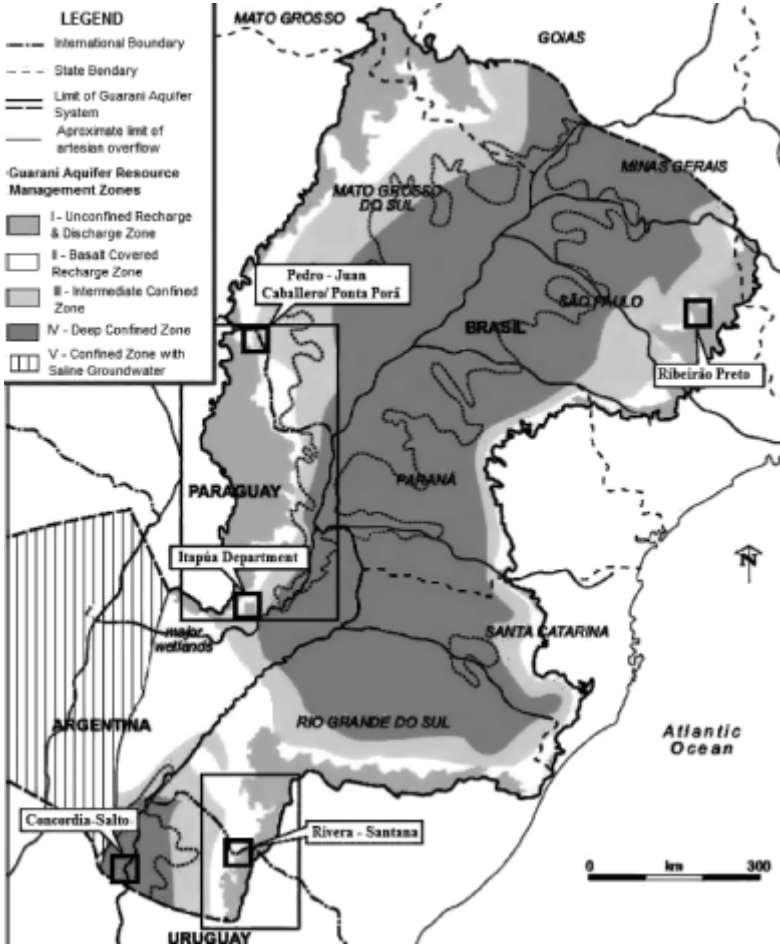 LEGEND
International Boundary
State Bendary
Limit of Guarani Aquifer
System
Aproximate limit of
artesian overflow
Guarani Aquifer Resource
Management Zones
I - Unconfined Recharge
& Discharge Zone
II - Basalt Covered
Recharge Zone
III - Intermediate Confined
Zone
IV - Deep Confined Zone
V - Confined Zone with
Saline Groundwater
MATO GROSSO
GOIAS
MINAS GERAIS
MATO GROSSO
DO SUL
Pedro - Juan
Caballero/ Ponta Porã
SÃO PAULO
BRASIL
Ribeirão Preto
PARANÁ
PARAGUAY
Itapúa Department
N
major
wetlanos
SANTA CATARINA
ARGENTINA
RIO GRANDE DO SUL
Atlantic
Ocean
Concordia-Salto
Rivera - Santana
0 km 300
URUGUAY